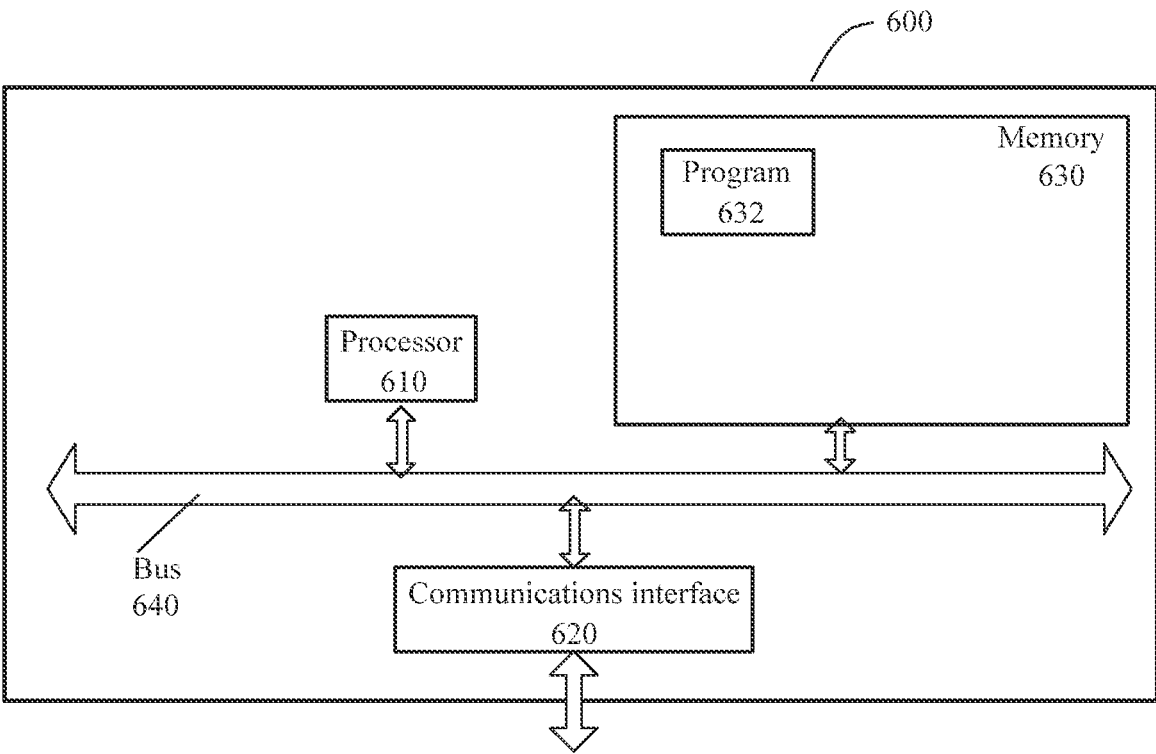 600
Memory
630
Program
632
Processor
610
Bus
640
Communications interface
620